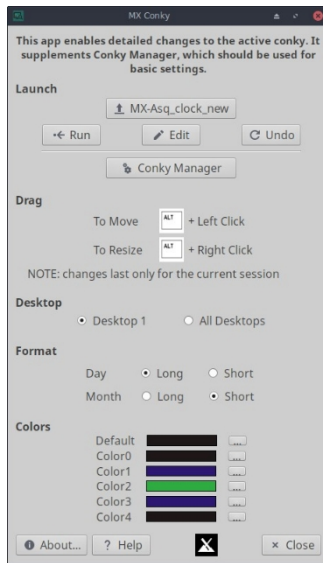 MX Conky
This app enables detailed changes to the active conky. It
supplements Conky Manager, which should be used for
basic settings.
Launch
MX-Asq_clock_new
Run Edit Undo
Conky Manager
Drag
To Move ALT + Left Click
To Resize ALT + Right Click
NOTE: changes last only for the current session
Desktop
Desktop 1 All Desktops
Format
Day Long Short
Month Long Short
Colors
Default ...
Color0 ...
Color1 ...
Color2 ...
Color3 ...
Color4 ...
About... ? Help × Close